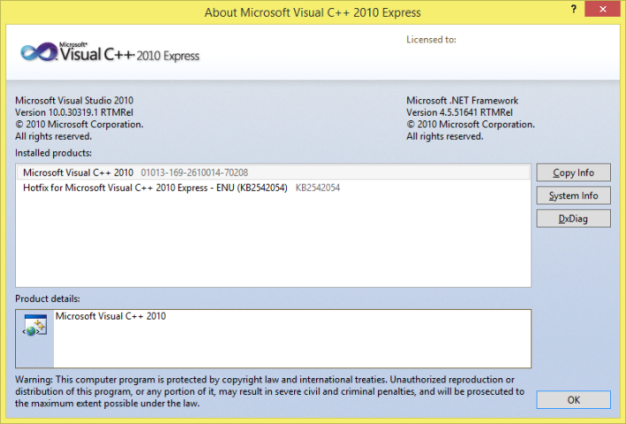 About Microsoft Visual C++ 2010 Express
?
Microsoft®
Visual C++ 2010 Express
Licensed to:
Microsoft Visual Studio 2010
Version 10.0.30319.1 RTMRel
© 2010 Microsoft Corporation.
All rights reserved.
Microsoft .NET Framework
Version 4.5.51641 RTMRel
© 2010 Microsoft Corporation.
All rights reserved.
Installed products:
Microsoft Visual C++ 2010 01013-169-2610014-70208
Hotfix for Microsoft Visual C++ 2010 Express - ENU (KB2542054) KB2542054
Copy Info
System Info
DxDiag
Product details:
Microsoft Visual C++ 2010
Warning: This computer program is protected by copyright law and international treaties. Unauthorized reproduction or
distribution of this program, or any portion of it, may result in severe civil and criminal penalties, and will be prosecuted to
the maximum extent possible under the law.
OK